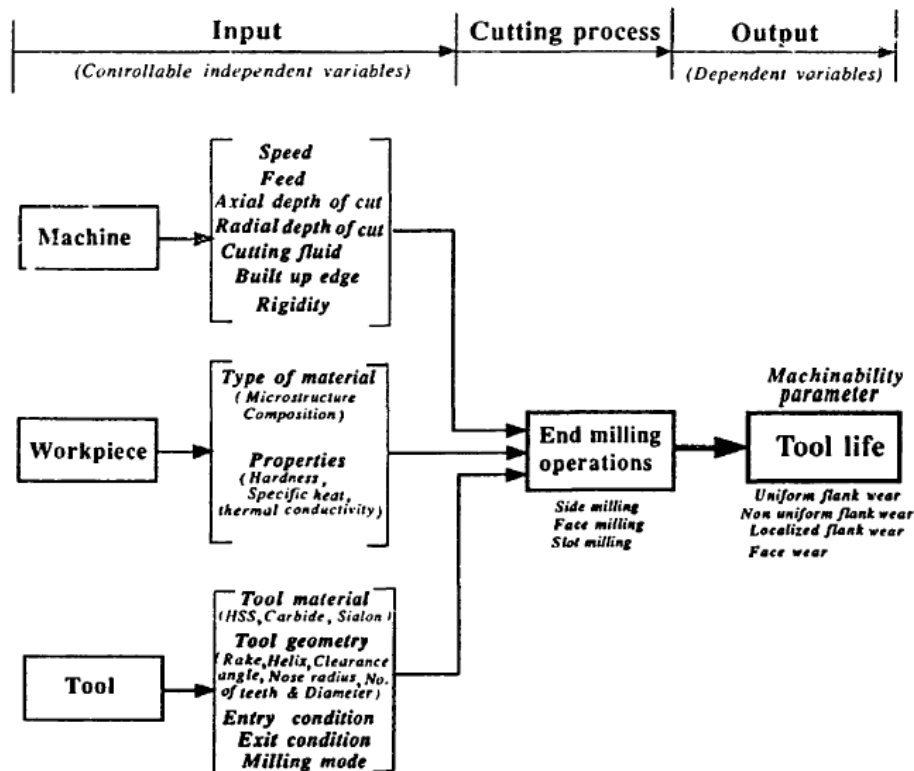 Input
Cutting process
Output
(Controllable independent variables)
(Dependent variables)
Machine
Speed
Feed
Axial depth of cut
Radial depth of cut
Cutting fluid
Built up edge
Rigidity
Workpiece
Type of material
(Microstructure
Composition)
Properties
(Hardness,
Specific heat,
thermal conductivity)
Tool
Tool material
(HSS, Carbide, Sialon)
Tool geometry
(Rake, Helix, Clearance
angle, Nose radius, No.
of teeth & Diameter)
Entry condition
Exit condition
Milling mode
End milling
operations
Side milling
Face milling
Slot milling
Machinability
parameter
Tool life
Uniform flank wear
Non uniform flank wear
Localized flank wear
Face wear